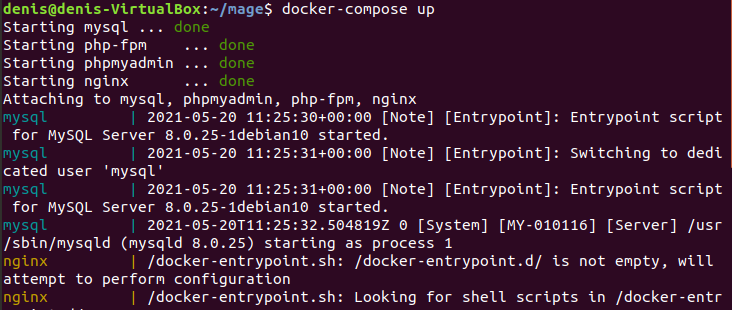 denis@denis-VirtualBox:~/mage$ docker-compose up
Starting mysql ... done
Starting php-fpm    ... done
Starting phpmyadmin ... done
Starting nginx      ... done
Attaching to mysql, phpmyadmin, php-fpm, nginx
mysql         | 2021-05-20 11:25:30+00:00 [Note] [Entrypoint]: Entrypoint script
 for MySQL Server 8.0.25-1debian10 started.
mysql         | 2021-05-20 11:25:31+00:00 [Note] [Entrypoint]: Switching to dedi
cated user 'mysql'
mysql         | 2021-05-20 11:25:31+00:00 [Note] [Entrypoint]: Entrypoint script
 for MySQL Server 8.0.25-1debian10 started.
mysql         | 2021-05-20T11:25:32.504819Z 0 [System] [MY-010116] [Server] /usr
/sbin/mysqld (mysqld 8.0.25) starting as process 1
nginx         | /docker-entrypoint.sh: /docker-entrypoint.d/ is not empty, will
attempt to perform configuration
nginx         | /docker-entrypoint.sh: Looking for shell scripts in /docker-entr